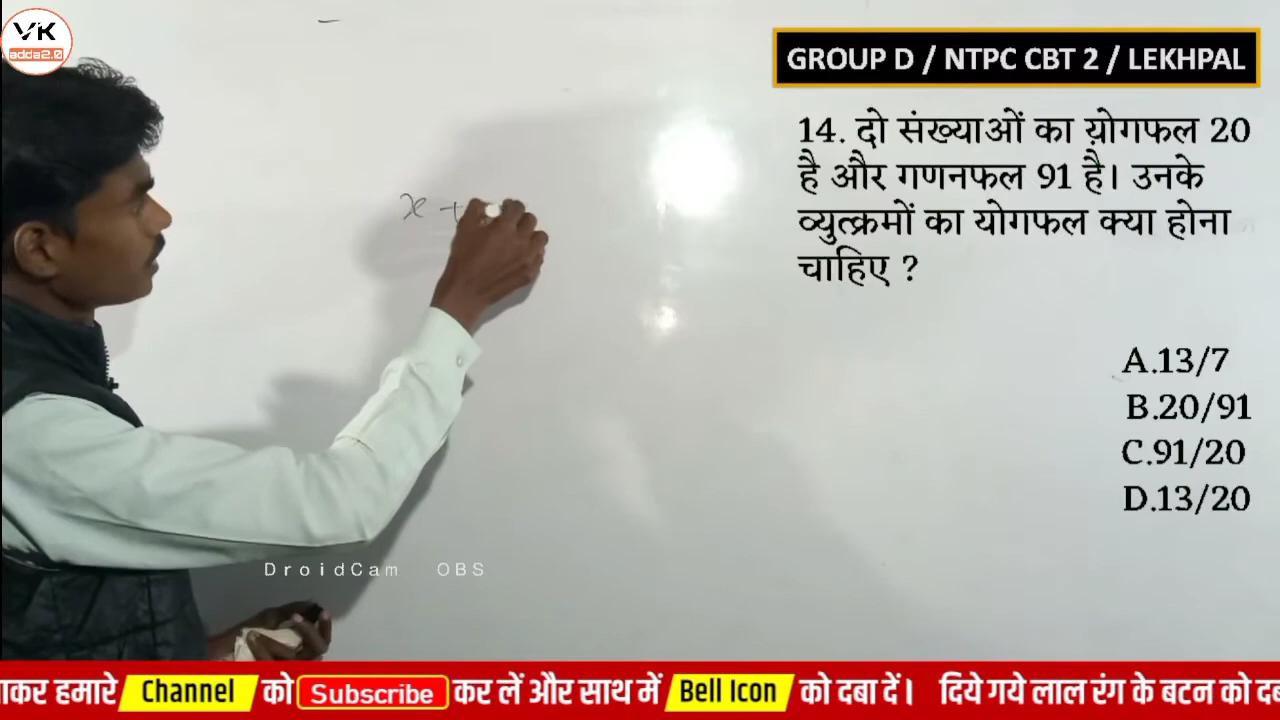 VK
adda2.0
GROUP D / NTPC CBT 2 / LEKHPAL
14. दो संख्याओं का य़ोगफल 20
है और गणनफल 91 है। उनके
व्युत्क्रमों का योगफल क्या होना
चाहिए ?
x +
A.13/7
B.20/91
C.91/20
D.13/20
DroidCam OBS
ाकर हमारे Channel को Subscribe कर लें और साथ में Bell Icon को दबा दें। दिये गये लाल रंग के बटन को दब